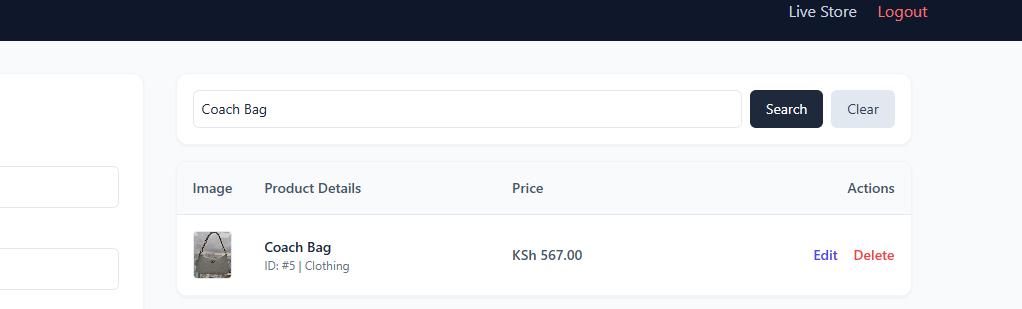 Live Store Logout
Coach Bag Search Clear
Image Product Details Price Actions
Coach Bag
ID: #5 | Clothing
KSh 567.00
Edit Delete